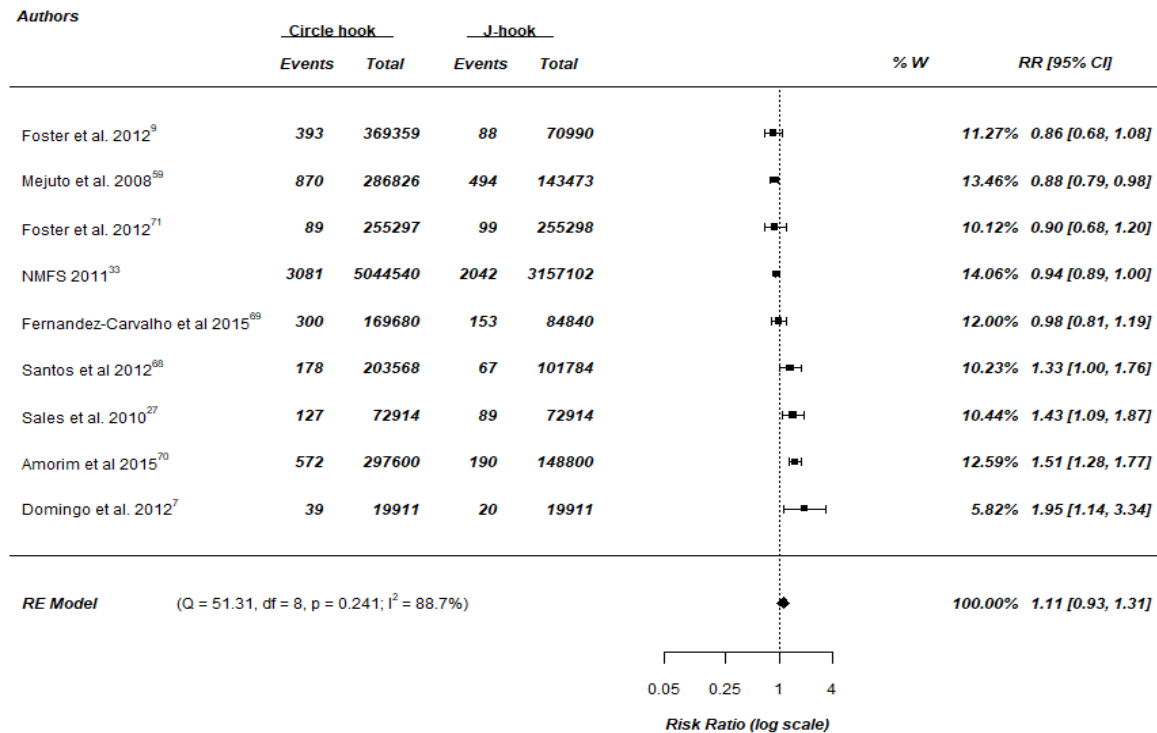 Authors
Circle hook J-hook
Events Total Events Total % W RR [95% CI]
Foster et al. 2012⁹ 393 369359 88 70990 11.27% 0.86 [0.68, 1.08]
Mejuto et al. 2008⁵⁹ 870 286826 494 143473 13.46% 0.88 [0.79, 0.98]
Foster et al. 2012⁷¹ 89 255297 99 255298 10.12% 0.90 [0.68, 1.20]
NMFS 2011³³ 3081 5044540 2042 3157102 14.06% 0.94 [0.89, 1.00]
Fernandez-Carvalho et al 2015⁶⁹ 300 169680 153 84840 12.00% 0.98 [0.81, 1.19]
Santos et al 2012⁶⁸ 178 203568 67 101784 10.23% 1.33 [1.00, 1.76]
Sales et al. 2010²⁷ 127 72914 89 72914 10.44% 1.43 [1.09, 1.87]
Amorim et al 2015⁷⁰ 572 297600 190 148800 12.59% 1.51 [1.28, 1.77]
Domingo et al. 2012⁷ 39 19911 20 19911 5.82% 1.95 [1.14, 3.34]
RE Model (Q = 51.31, df = 8, p = 0.241; I² = 88.7%) 100.00% 1.11 [0.93, 1.31]
0.05 0.25 1 4
Risk Ratio (log scale)